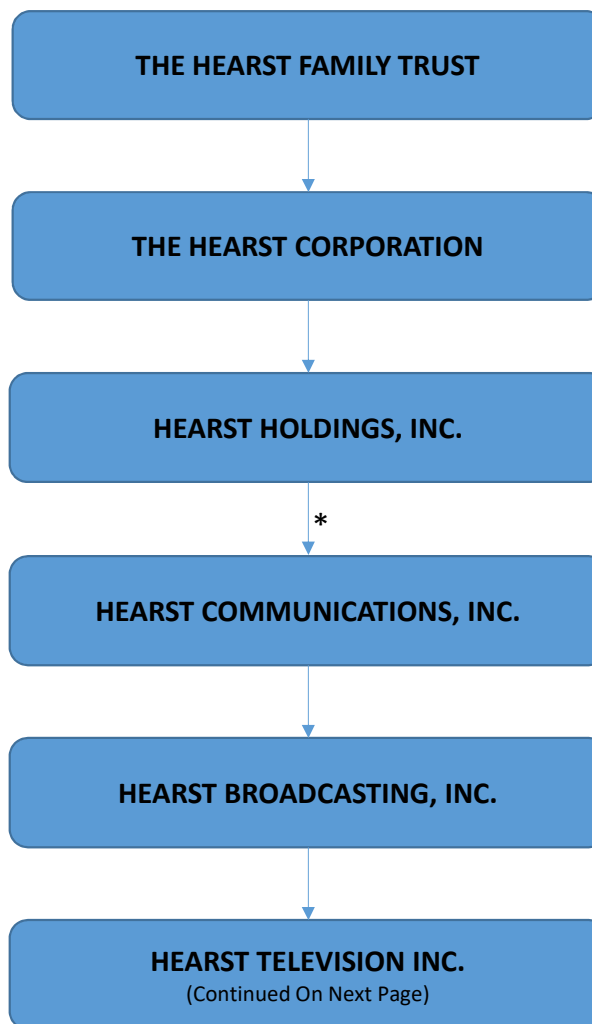 THE HEARST FAMILY TRUST
THE HEARST CORPORATION
HEARST HOLDINGS, INC.
*
HEARST COMMUNICATIONS, INC.
HEARST BROADCASTING, INC.
HEARST TELEVISION INC.
(Continued On Next Page)